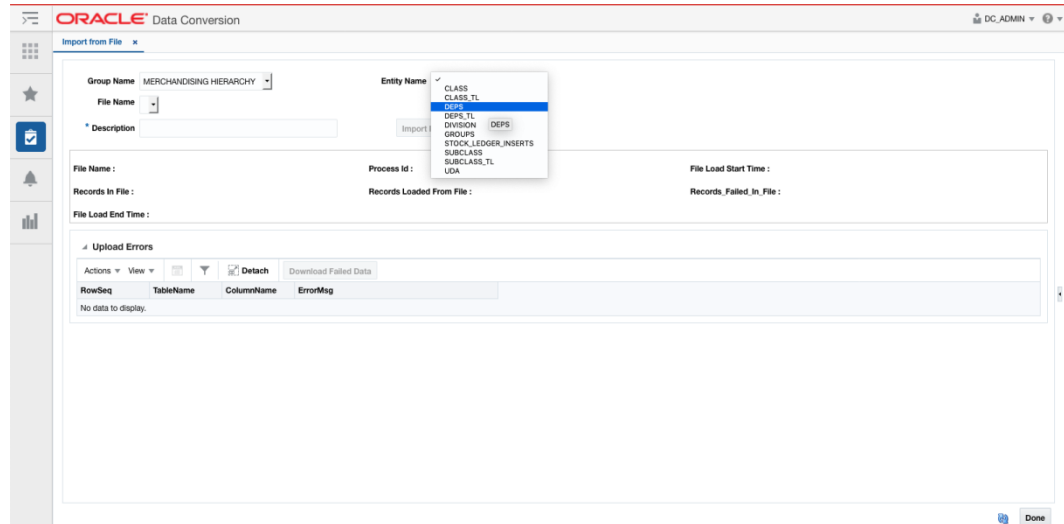 ORACLE® Data Conversion
DC_ADMIN
Import from File
Group Name MERCHANDISING HIERARCHY
Entity Name
CLASS
CLASS_TL
DEPS
DEPS_TL
DIVISION
DEPS
GROUPS
STOCK_LEDGER_INSERTS
SUBCLASS
SUBCLASS_TL
UDA
File Name
* Description
Import
File Name :
Process Id :
File Load Start Time :
Records In File :
Records Loaded From File :
Records_Failed_In_File :
File Load End Time :
Upload Errors
Actions View Detach Download Failed Data
RowSeq TableName ColumnName ErrorMsg
No data to display.
Done